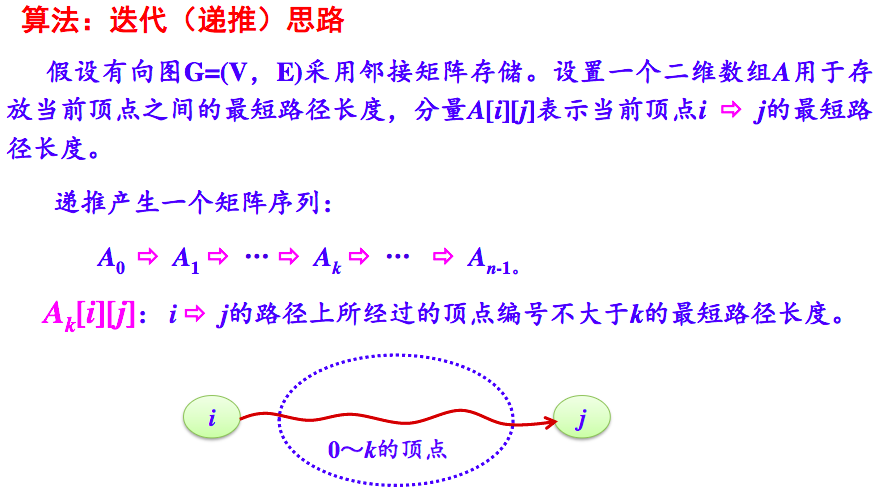 算法：迭代（递推）思路
假设有向图G=(V，E)采用邻接矩阵存储。设置一个二维数组A用于存
放当前顶点之间的最短路径长度，分量A[i][j]表示当前顶点i ⇨ j的最短路
径长度。
递推产生一个矩阵序列：
A0 ⇨ A1 ⇨ … ⇨ Ak ⇨ … ⇨ An-1。
Ak[i][j]：i ⇨ j的路径上所经过的顶点编号不大于k的最短路径长度。
i
j
0～k的顶点